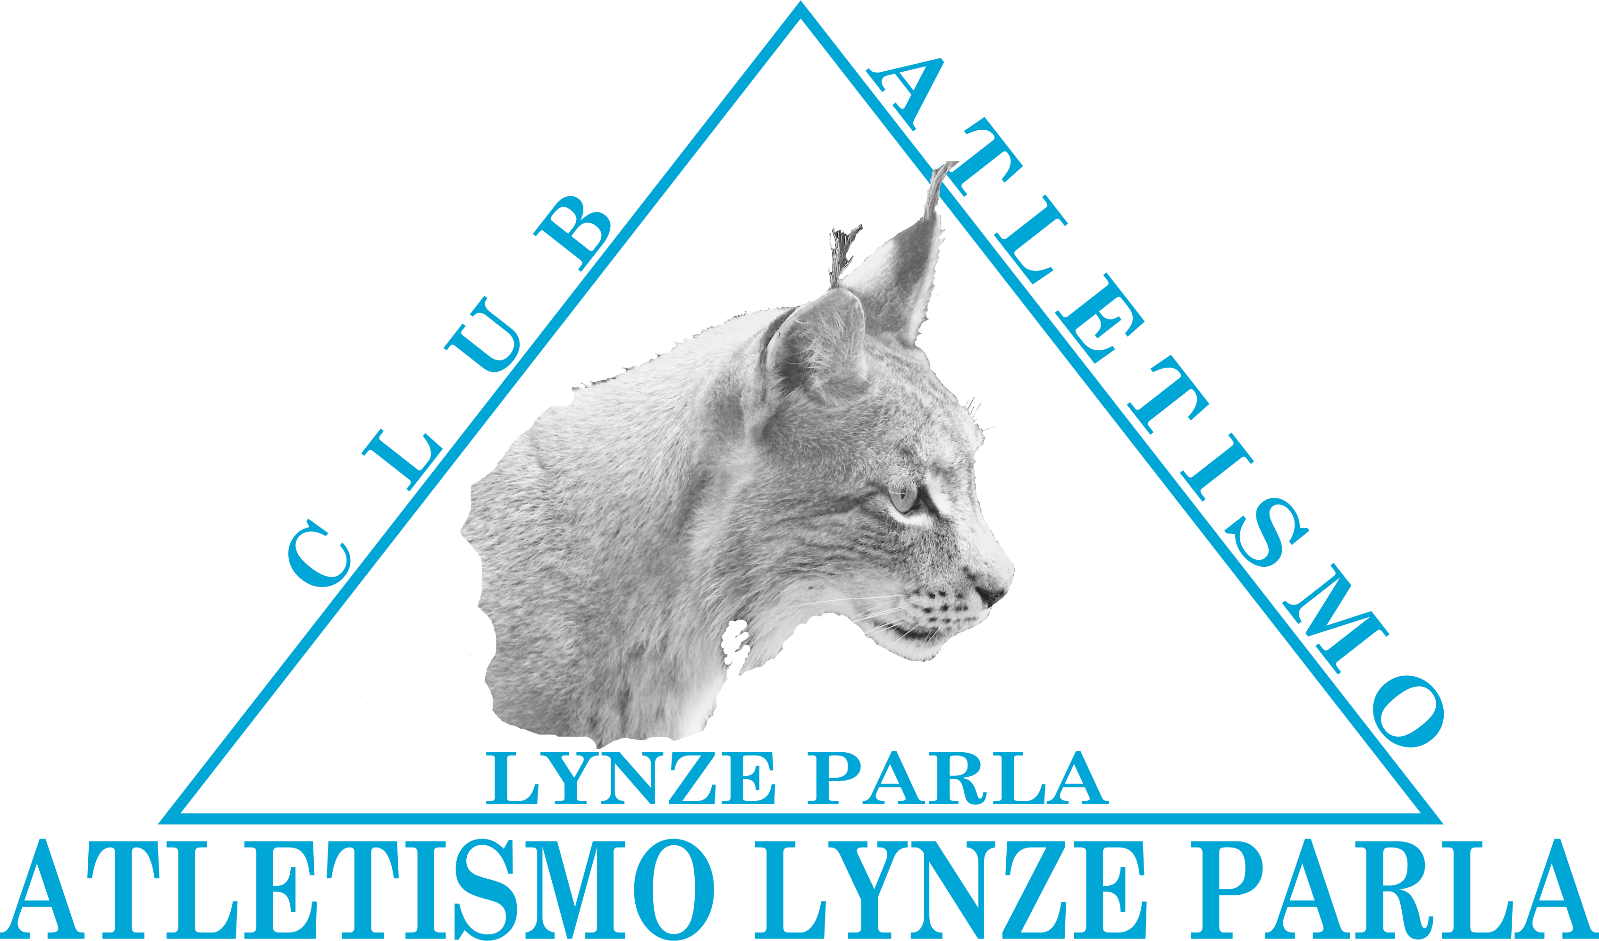 CLUB
ATLETISMO
LYNZE PARLA
ATLETISMO LYNZE PARLA